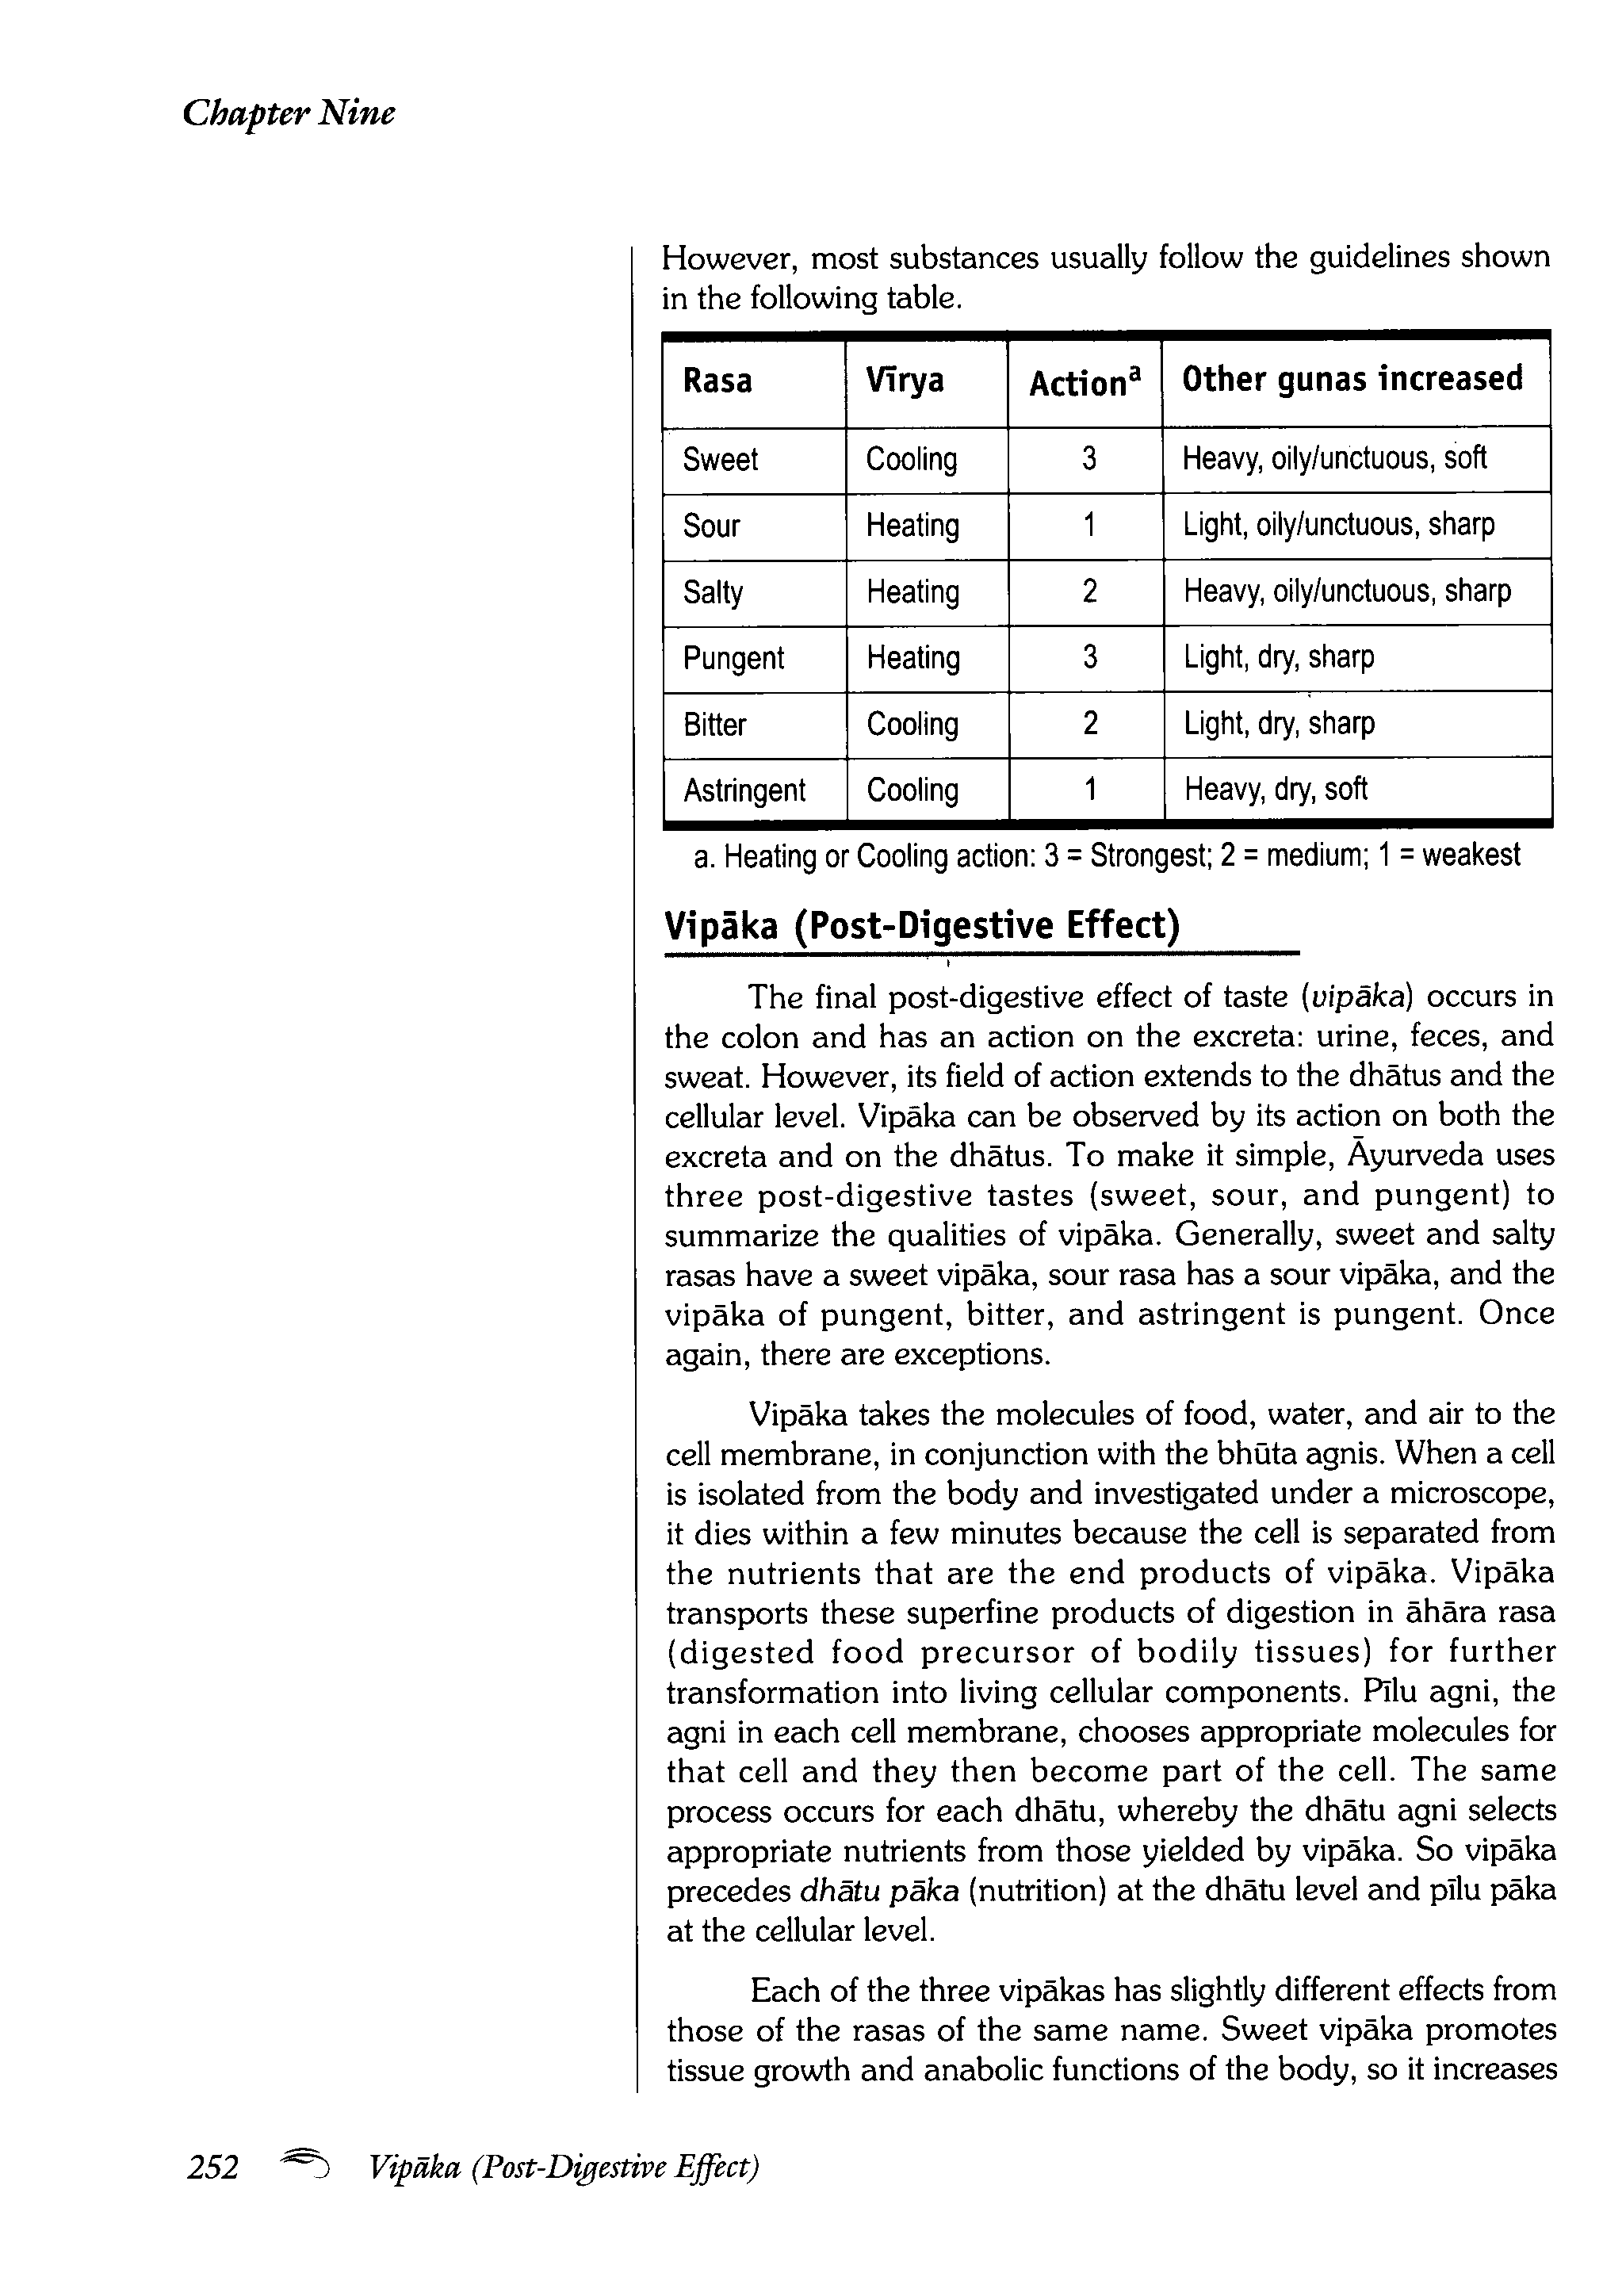 Chapter Nine
However, most substances usually follow the guidelines shown
in the following table.
Rasa Vīrya Actionᵃ Other gunas increased
Sweet Cooling 3 Heavy, oily/unctuous, soft
Sour Heating 1 Light, oily/unctuous, sharp
Salty Heating 2 Heavy, oily/unctuous, sharp
Pungent Heating 3 Light, dry, sharp
Bitter Cooling 2 Light, dry, sharp
Astringent Cooling 1 Heavy, dry, soft
a. Heating or Cooling action: 3 = Strongest; 2 = medium; 1 = weakest
Vipāka (Post-Digestive Effect)
The final post-digestive effect of taste (vipāka) occurs in
the colon and has an action on the excreta: urine, feces, and
sweat. However, its field of action extends to the dhātus and the
cellular level. Vipāka can be observed by its action on both the
excreta and on the dhātus. To make it simple, Āyurveda uses
three post-digestive tastes (sweet, sour, and pungent) to
summarize the qualities of vipāka. Generally, sweet and salty
rasas have a sweet vipāka, sour rasa has a sour vipāka, and the
vipāka of pungent, bitter, and astringent is pungent. Once
again, there are exceptions.
Vipāka takes the molecules of food, water, and air to the
cell membrane, in conjunction with the bhūta agnis. When a cell
is isolated from the body and investigated under a microscope,
it dies within a few minutes because the cell is separated from
the nutrients that are the end products of vipāka. Vipāka
transports these superfine products of digestion in āhāra rasa
(digested food precursor of bodily tissues) for further
transformation into living cellular components. Pīlu agni, the
agni in each cell membrane, chooses appropriate molecules for
that cell and they then become part of the cell. The same
process occurs for each dhātu, whereby the dhātu agni selects
appropriate nutrients from those yielded by vipāka. So vipāka
precedes dhātu pāka (nutrition) at the dhātu level and pīlu pāka
at the cellular level.
Each of the three vipākas has slightly different effects from
those of the rasas of the same name. Sweet vipāka promotes
tissue growth and anabolic functions of the body, so it increases
252 Vipāka (Post-Digestive Effect)